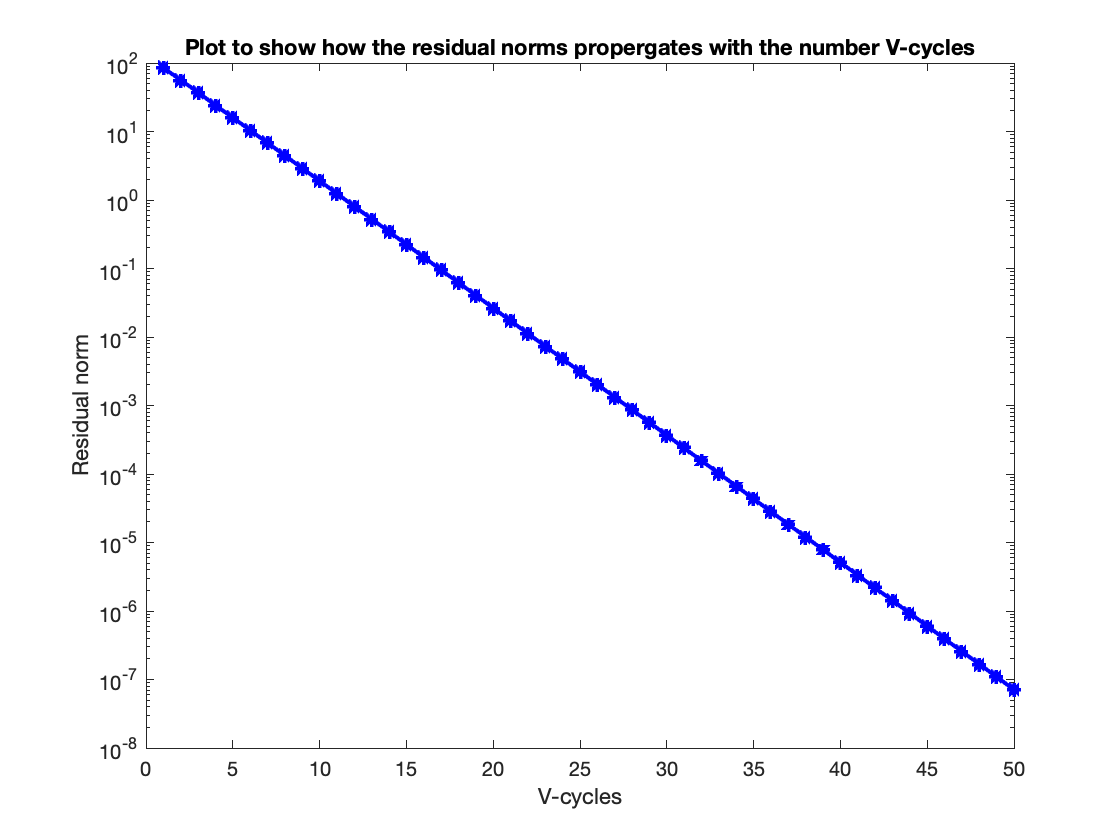 Plot to show how the residual norms propergates with the number V-cycles
10^2
10^1
10^0
10^-1
10^-2
10^-3
10^-4
10^-5
10^-6
10^-7
10^-8
Residual norm
0 5 10 15 20 25 30 35 40 45 50
V-cycles